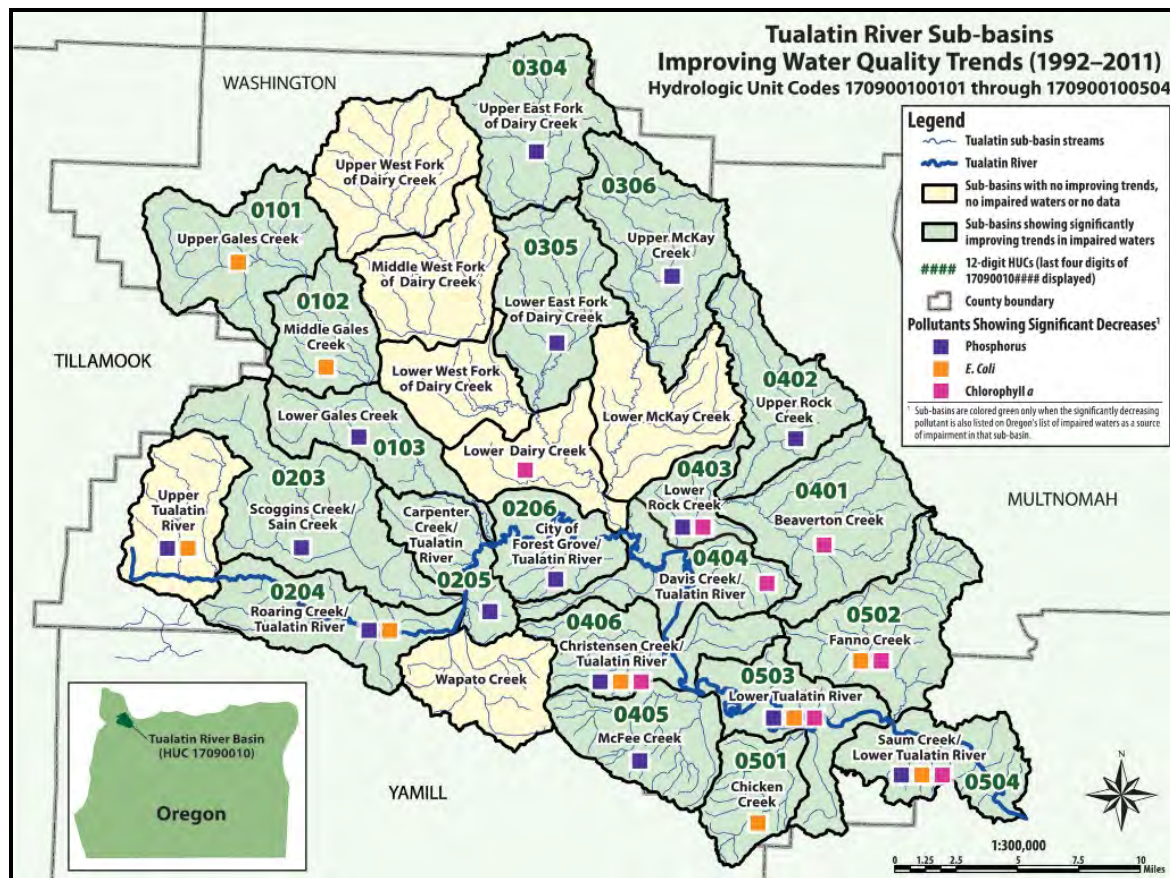 Tualatin River Sub-basins
Improving Water Quality Trends (1992–2011)
Hydrologic Unit Codes 170900100101 through 170900100504
WASHINGTON
TILLAMOOK
MULTNOMAH
YAMILL
Legend
Tualatin sub-basin streams
Tualatin River
Sub-basins with no improving trends,
no impaired waters or no data
Sub-basins showing significantly
improving trends in impaired waters
#### 12-digit HUCs (last four digits of
17090010#### displayed)
County boundary
Pollutants Showing Significant Decreases¹
Phosphorus
E. Coli
Chlorophyll a
¹ Sub-basins are colored green only when the significantly decreasing
pollutant is also listed on Oregon's list of impaired waters as a source
of impairment in that sub-basin.
0304
Upper East Fork
of Dairy Creek
Upper West Fork
of Dairy Creek
0306
Upper McKay
Creek
0101
Upper Gales Creek
0305
Lower East Fork
of Dairy Creek
Middle West Fork
of Dairy Creek
0102
Middle Gales
Creek
Lower West Fork
of Dairy Creek
0402
Upper Rock
Creek
Lower Gales Creek
0103
Lower McKay Creek
Lower Dairy Creek
0403
Lower
Rock Creek
0401
Beaverton Creek
0203
Scoggins Creek/
Sain Creek
Upper
Tualatin
River
Carpenter
Creek/
Tualatin
River
0205
0206
City of
Forest Grove/
Tualatin River
0404
Davis Creek/
Tualatin River
0204
Roaring Creek/
Tualatin River
0406
Christensen Creek/
Tualatin River
0502
Fanno Creek
Wapato Creek
0503
Lower Tualatin River
0405
McFee Creek
0501
Chicken
Creek
Saum Creek/
Lower Tualatin River
0504
Tualatin River Basin
(HUC 17090010)
Oregon
N
1:300,000
0 1.25 2.5 5 7.5 10
Miles